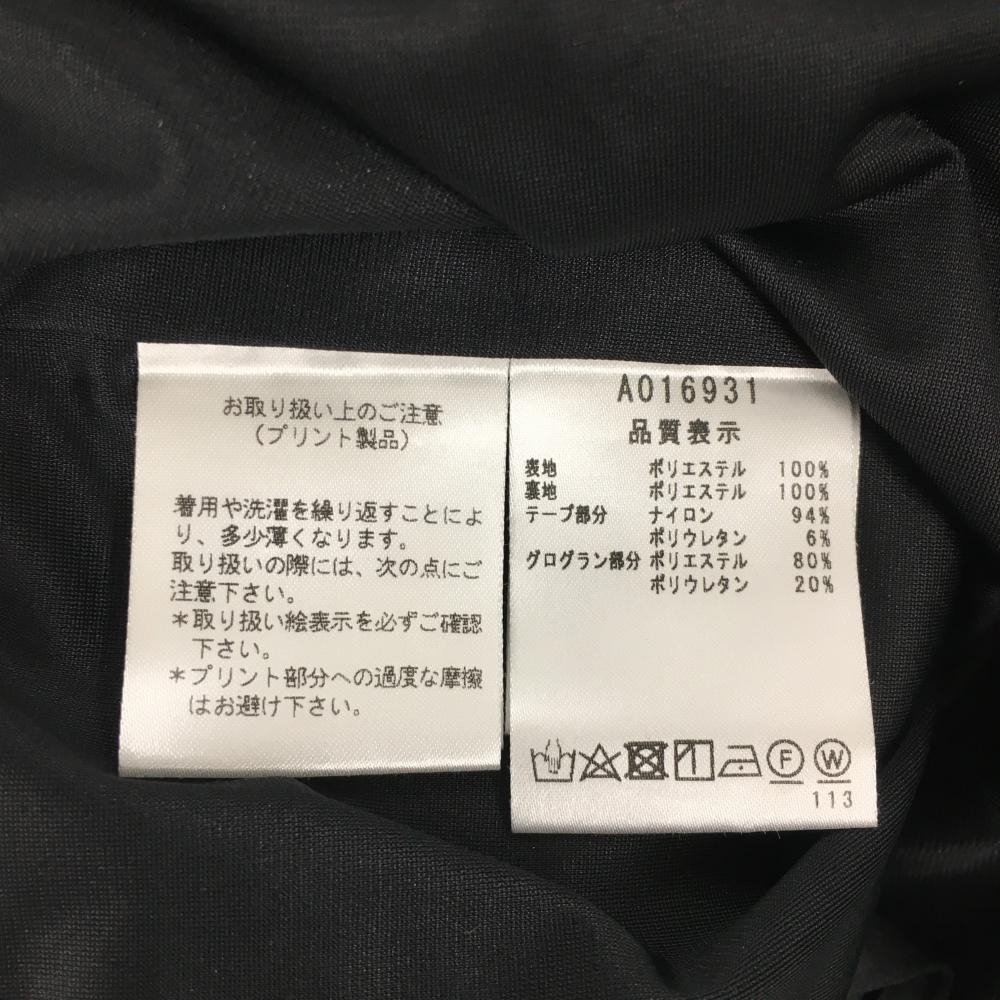 お取り扱い上のご注意
(プリント製品)
着用や洗濯を繰り返すことによ
り、多少薄くなります。
取り扱いの際には、次の点にご
注意下さい。
*取り扱い絵表示を必ずご確認
下さい。
*プリント部分への過度な摩擦
はお避け下さい。
A016931
品質表示
表地 ポリエステル 100%
裏地 ポリエステル 100%
テープ部分 ナイロン 94%
ポリウレタン 6%
グログラン部分 ポリエステル 80%
ポリウレタン 20%
F W
113